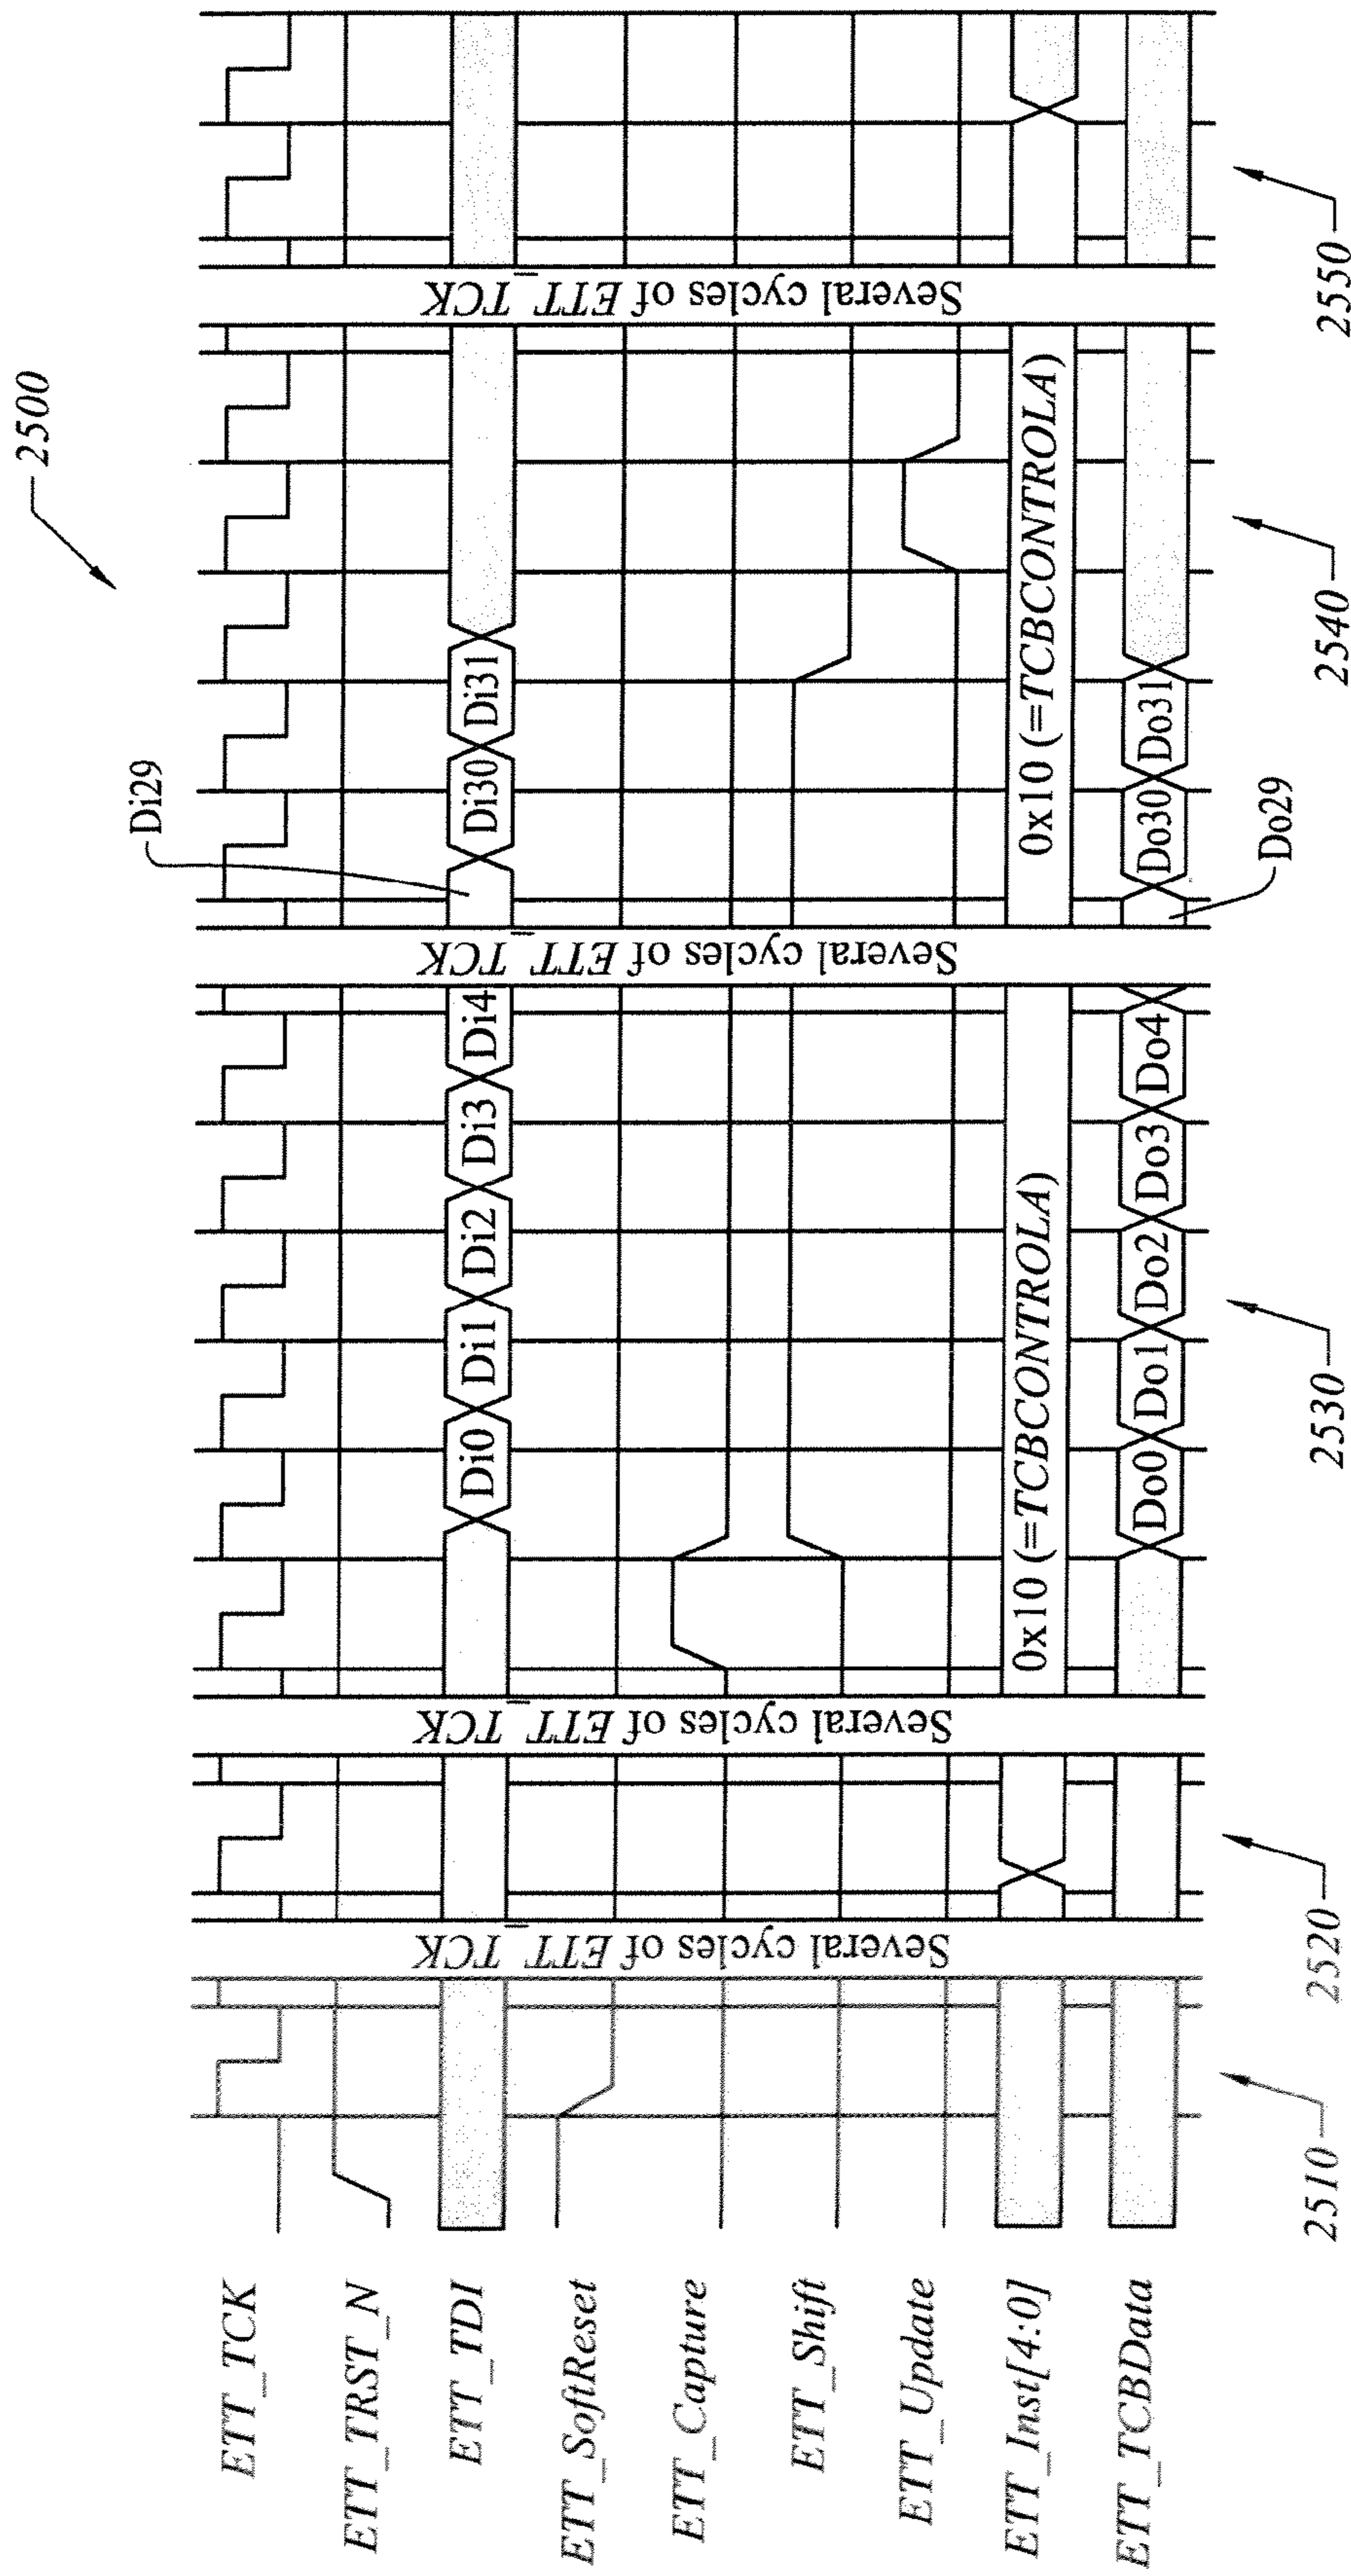 2500
ETT_TCK
ETT_TRST_N
ETT_TDI
Di0
Di1
Di2
Di3
Di4
Di29
Di30
Di31
ETT_SoftReset
ETT_Capture
ETT_Shift
ETT_Update
ETT_Inst[4:0]
0x10 (=TCBCONTROLA)
0x10 (=TCBCONTROLA)
ETT_TCBData
Do0
Do1
Do2
Do3
Do4
Do29
Do30
Do31
Several cycles of ETT_TCK
Several cycles of ETT_TCK
Several cycles of ETT_TCK
Several cycles of ETT_TCK
2510
2520
2530
2540
2550